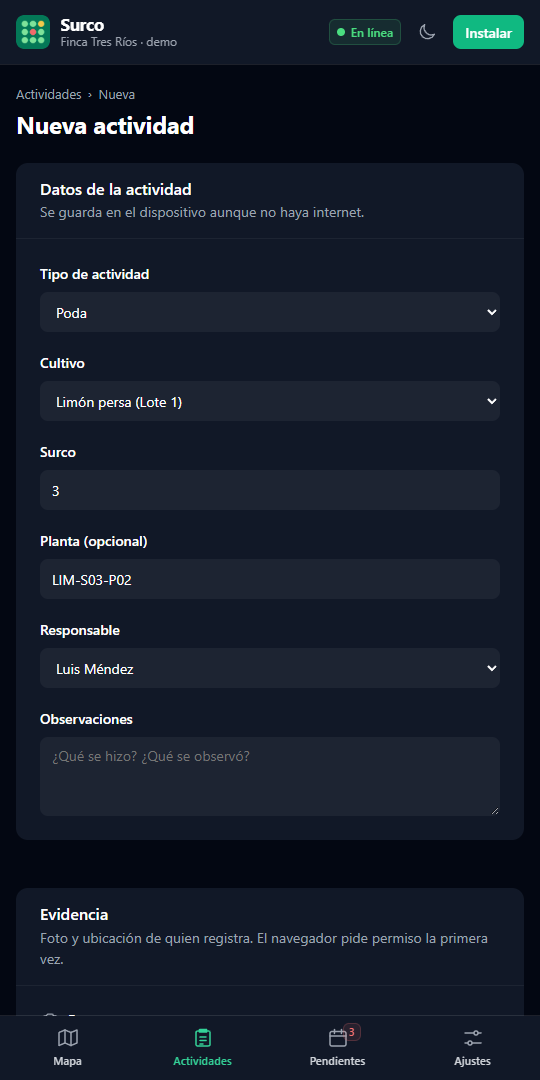 Surco
Finca Tres Ríos · demo
En línea
Instalar
Actividades › Nueva
Nueva actividad
Datos de la actividad
Se guarda en el dispositivo aunque no haya internet.
Tipo de actividad
Poda
Cultivo
Limón persa (Lote 1)
Surco
3
Planta (opcional)
LIM-S03-P02
Responsable
Luis Méndez
Observaciones
¿Qué se hizo? ¿Qué se observó?
Evidencia
Foto y ubicación de quien registra. El navegador pide permiso la primera
vez.
3
Mapa
Actividades
Pendientes
Ajustes